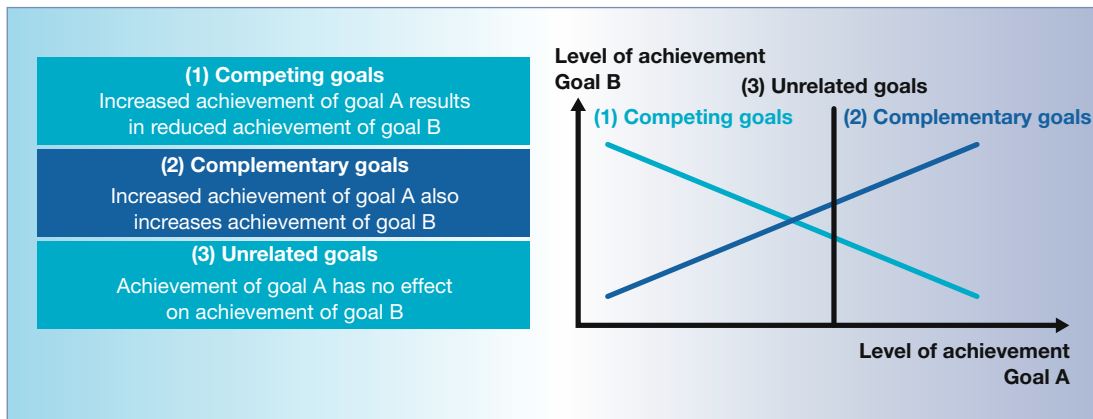 (1) Competing goals
Increased achievement of goal A results
in reduced achievement of goal B
(2) Complementary goals
Increased achievement of goal A also
increases achievement of goal B
(3) Unrelated goals
Achievement of goal A has no effect
on achievement of goal B
Level of achievement
Goal B
(3) Unrelated goals
(1) Competing goals
(2) Complementary goals
Level of achievement
Goal A